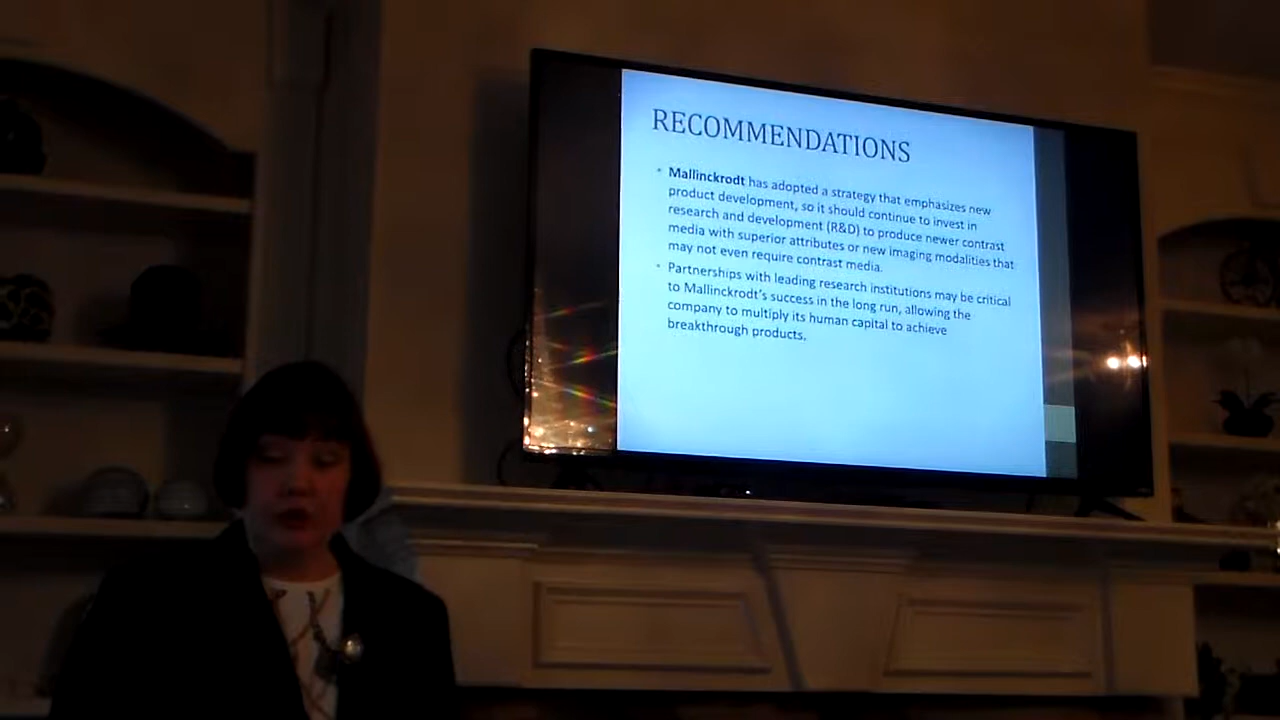 RECOMMENDATIONS
• Mallinckrodt has adopted a strategy that emphasizes new
product development, so it should continue to invest in
research and development (R&D) to produce newer contrast
media with superior attributes or new imaging modalities that
may not even require contrast media.
• Partnerships with leading research institutions may be critical
to Mallinckrodt's success in the long run, allowing the
company to multiply its human capital to achieve
breakthrough products.